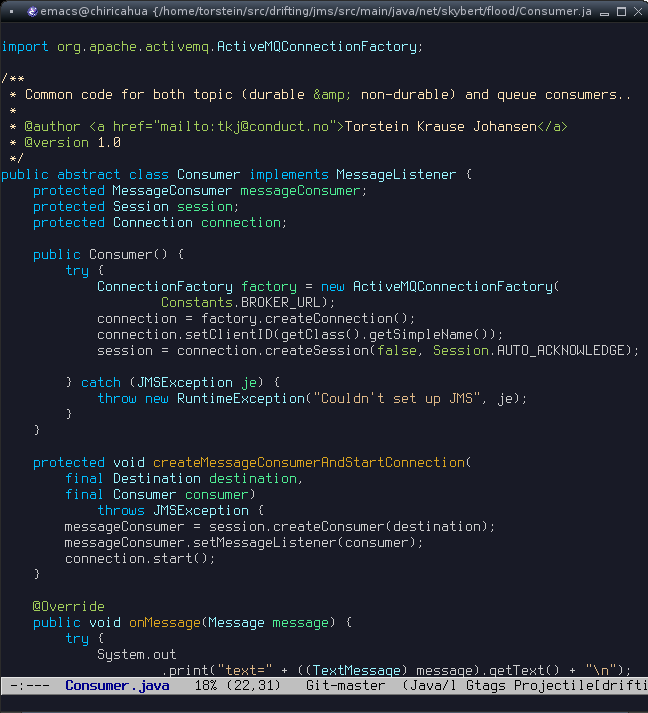 emacs@chiricahua {/home/torstein/src/drifting/jms/src/main/java/net/skybert/flood/Consumer.ja
import org.apache.activemq.ActiveMQConnectionFactory;
/**
 * Common code for both topic (durable &amp; non-durable) and queue consumers..
 *
 * @author <a href="mailto:tkj@conduct.no">Torstein Krause Johansen</a>
 * @version 1.0
 */
public abstract class Consumer implements MessageListener {
    protected MessageConsumer messageConsumer;
    protected Session session;
    protected Connection connection;
    public Consumer() {
        try {
            ConnectionFactory factory = new ActiveMQConnectionFactory(
                    Constants.BROKER_URL);
            connection = factory.createConnection();
            connection.setClientID(getClass().getSimpleName());
            session = connection.createSession(false, Session.AUTO_ACKNOWLEDGE);
        } catch (JMSException je) {
            throw new RuntimeException("Couldn't set up JMS", je);
        }
    }
    protected void createMessageConsumerAndStartConnection(
        final Destination destination,
        final Consumer consumer)
            throws JMSException {
        messageConsumer = session.createConsumer(destination);
        messageConsumer.setMessageListener(consumer);
        connection.start();
    }
    @Override
    public void onMessage(Message message) {
        try {
            System.out
                    .print("text=" + ((TextMessage) message).getText() + "\n");
-:---  Consumer.java   18% (22,31)   Git-master  (Java/l Gtags Projectile[drifti